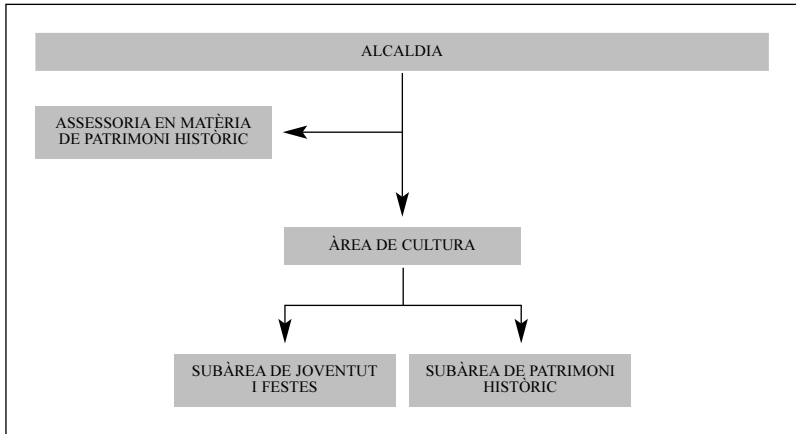 ALCALDIA
ASSESSORIA EN MATÈRIA
DE PATRIMONI HISTÒRIC
ÀREA DE CULTURA
SUBÀREA DE JOVENTUT
I FESTES
SUBÀREA DE PATRIMONI
HISTÒRIC